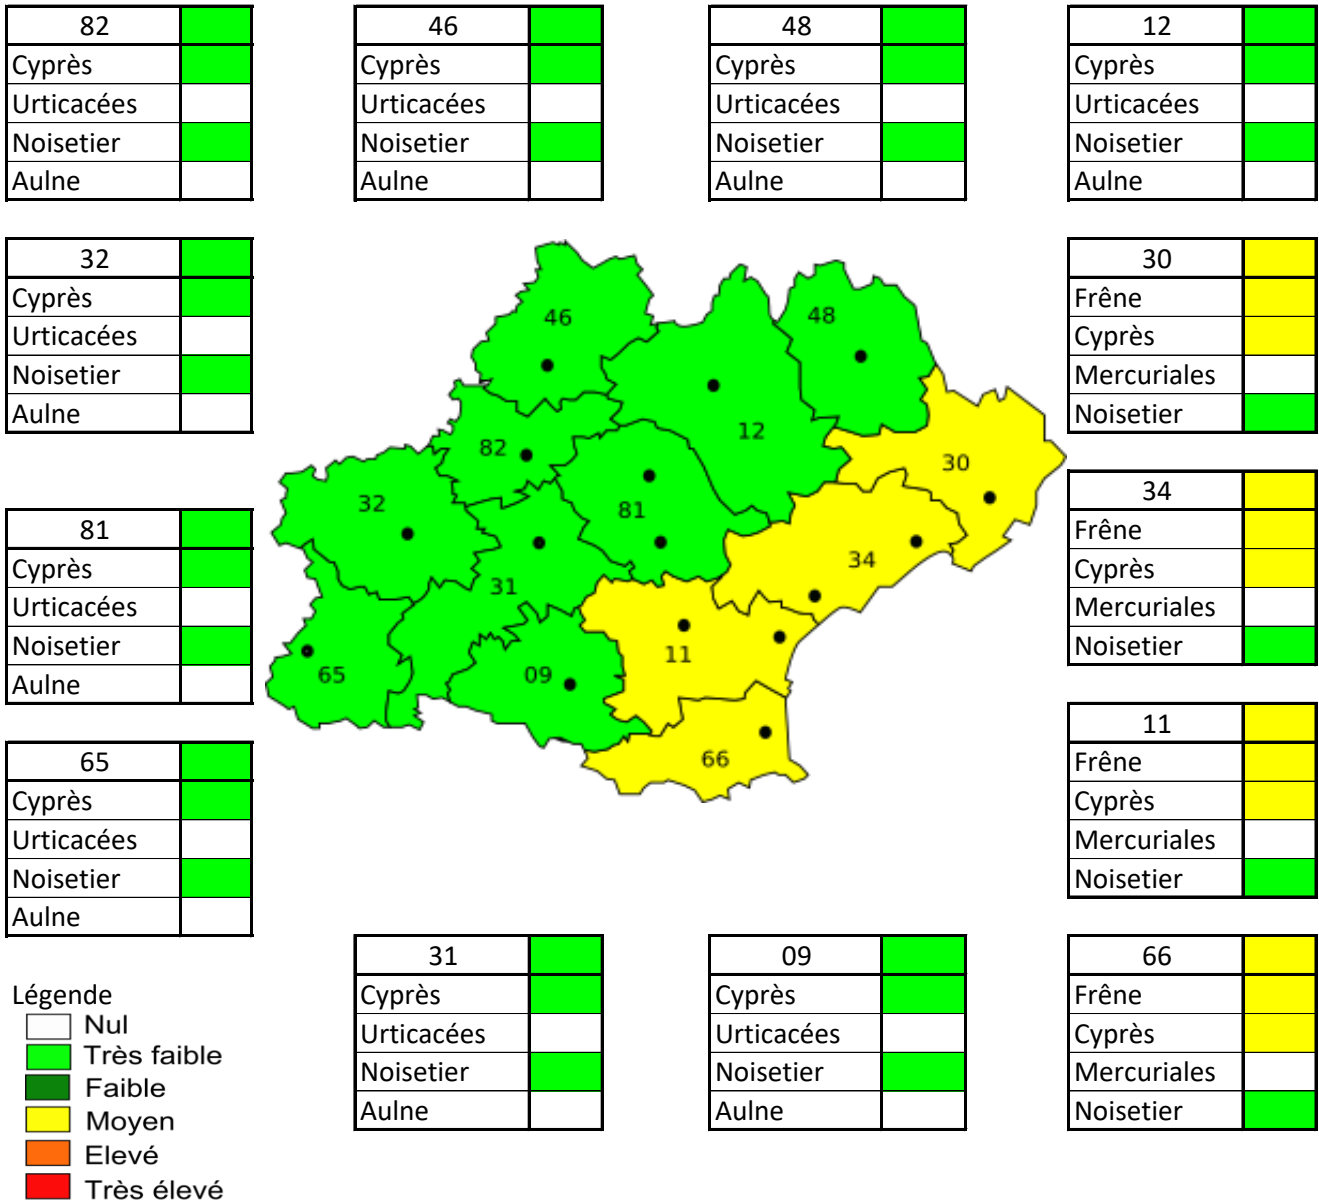 82
Cyprès
Urticacées
Noisetier
Aulne
46
Cyprès
Urticacées
Noisetier
Aulne
48
Cyprès
Urticacées
Noisetier
Aulne
12
Cyprès
Urticacées
Noisetier
Aulne
32
Cyprès
Urticacées
Noisetier
Aulne
81
Cyprès
Urticacées
Noisetier
Aulne
65
Cyprès
Urticacées
Noisetier
Aulne
46
48
12
82
30
32
81
34
31
11
09
65
66
30
Frêne
Cyprès
Mercuriales
Noisetier
34
Frêne
Cyprès
Mercuriales
Noisetier
11
Frêne
Cyprès
Mercuriales
Noisetier
31
Cyprès
Urticacées
Noisetier
Aulne
09
Cyprès
Urticacées
Noisetier
Aulne
66
Frêne
Cyprès
Mercuriales
Noisetier
Légende
Nul
Très faible
Faible
Moyen
Elevé
Très élevé